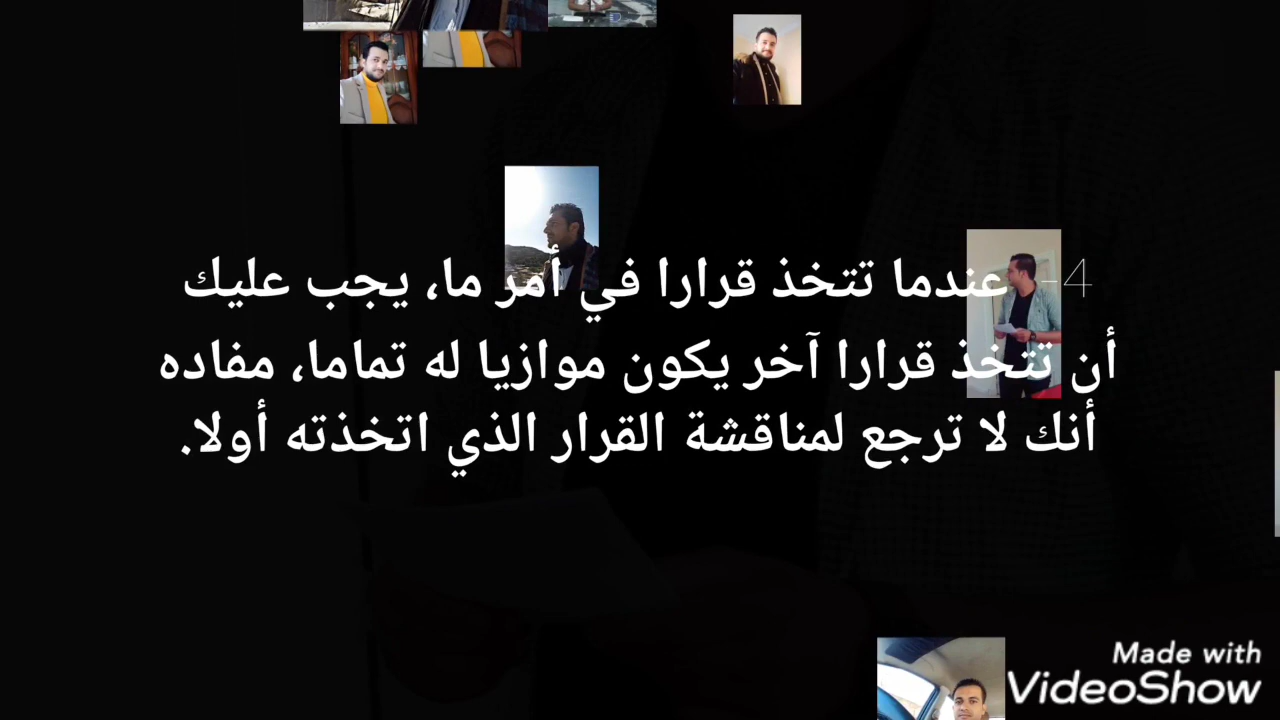 4- عندما تتخذ قرارا في أمر ما، يجب عليك
أن تتخذ قرارا آخر يكون موازيا له تماما، مفاده
أنك لا ترجع لمناقشة القرار الذي اتخذته أولا.
Made with
VideoShow